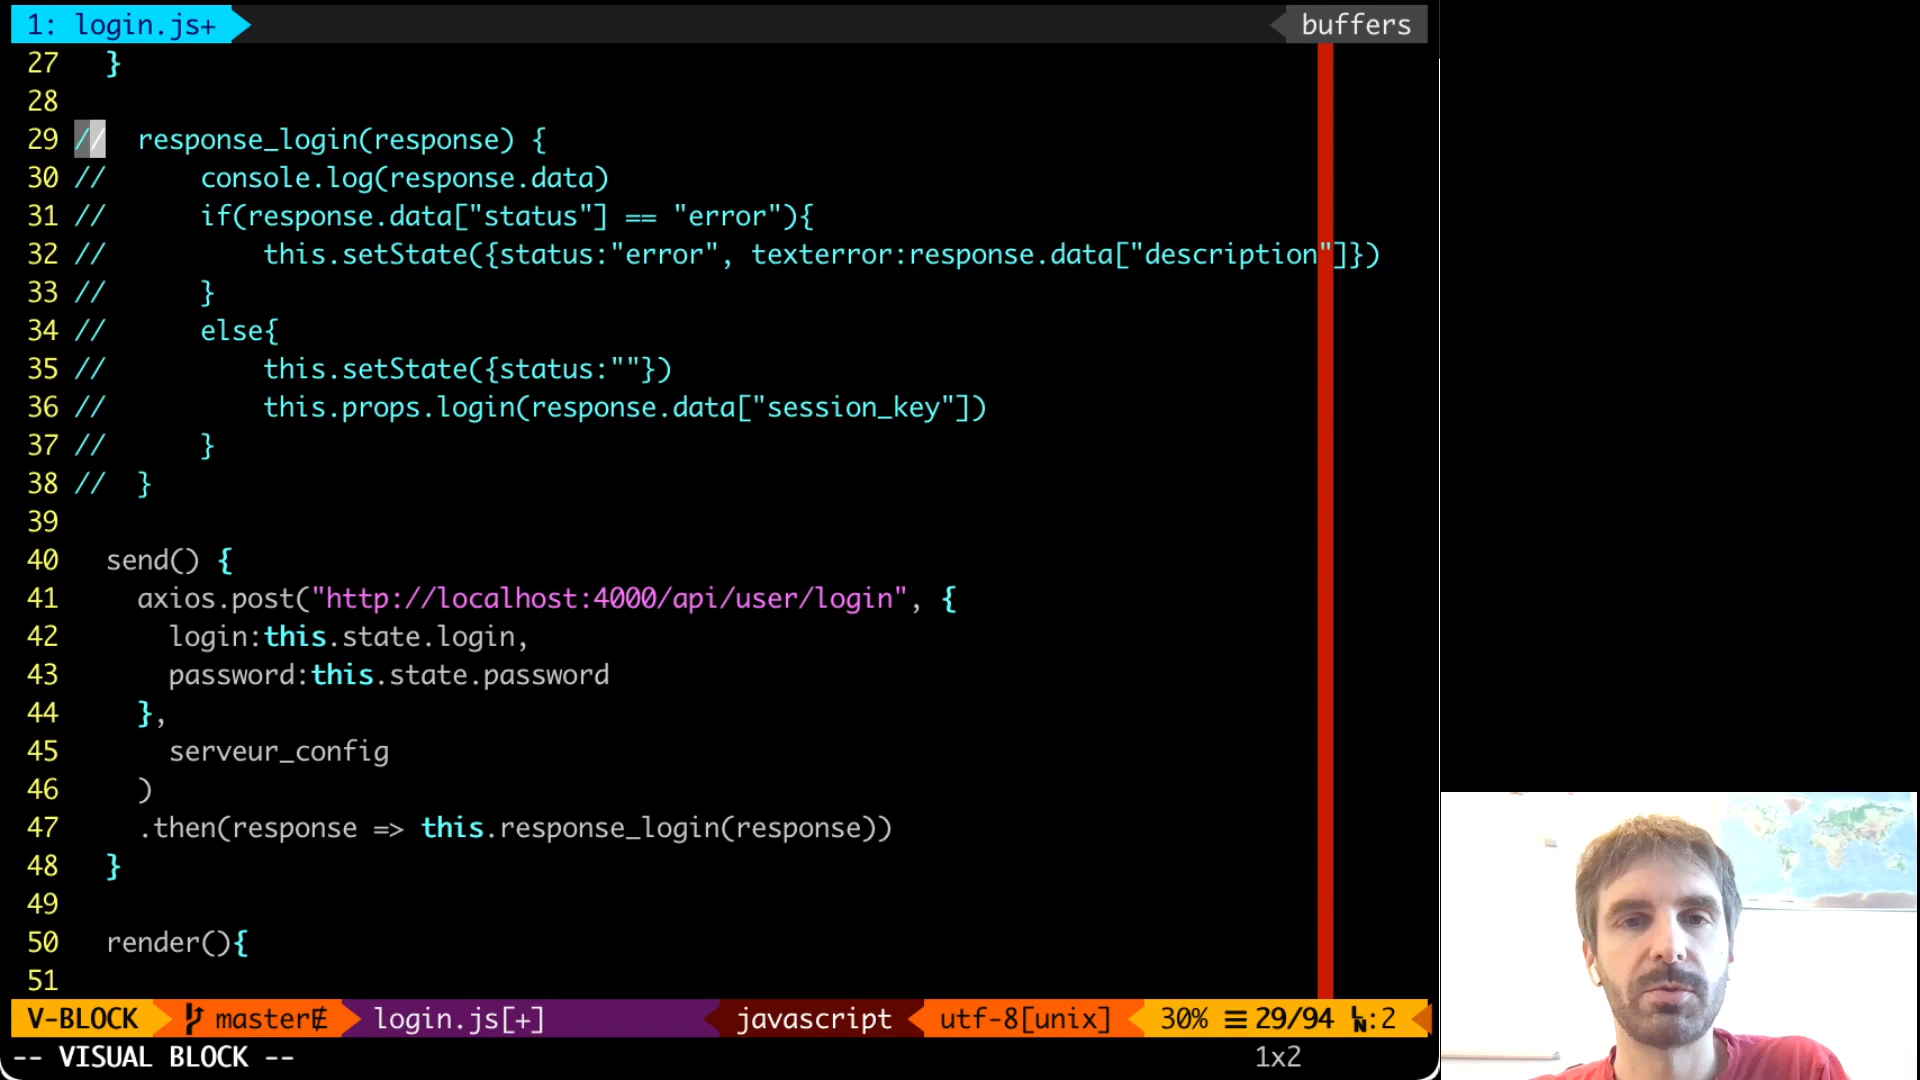 1: login.js+
buffers
27 }
28
29 // response_login(response) {
30 // console.log(response.data)
31 // if(response.data["status"] == "error"){
32 // this.setState({status:"error", texterror:response.data["description"]})
33 // }
34 // else{
35 // this.setState({status:""})
36 // this.props.login(response.data["session_key"])
37 // }
38 // }
39
40 send() {
41 axios.post("http://localhost:4000/api/user/login", {
42 login:this.state.login,
43 password:this.state.password
44 },
45 serveur_config
46 )
47 .then(response => this.response_login(response))
48 }
49
50 render(){
51
V-BLOCK master login.js[+] javascript utf-8[unix] 30% ☰ 29/94 LN:2
-- VISUAL BLOCK -- 1x2